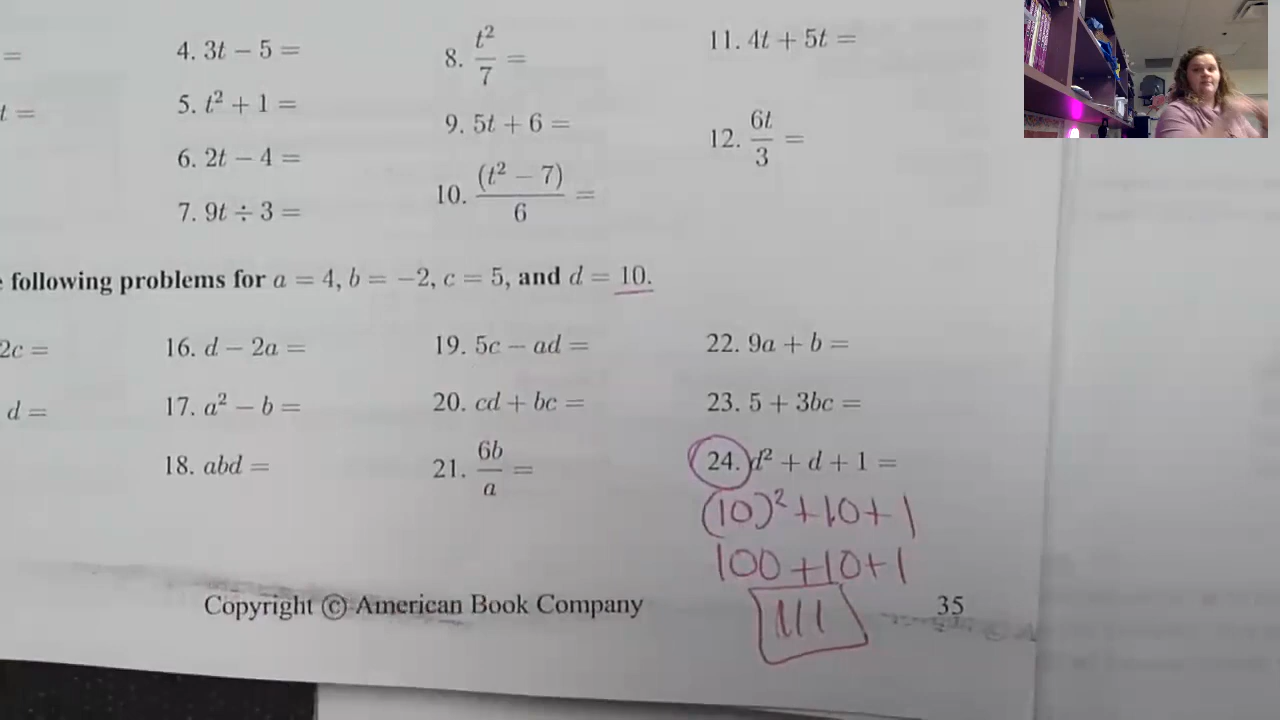 =
4. 3t − 5 =
8. t²/7 =
11. 4t + 5t =
t =
5. t² + 1 =
9. 5t + 6 =
12. 6t/3 =
6. 2t − 4 =
10. (t² − 7)/6 =
7. 9t ÷ 3 =
following problems for a = 4, b = −2, c = 5, and d = 10.
2c =
16. d − 2a =
19. 5c − ad =
22. 9a + b =
d =
17. a² − b =
20. cd + bc =
23. 5 + 3bc =
18. abd =
21. 6b/a =
24. d² + d + 1 =
(10)² + 10 + 1
100 + 10 + 1
111
Copyright © American Book Company
35